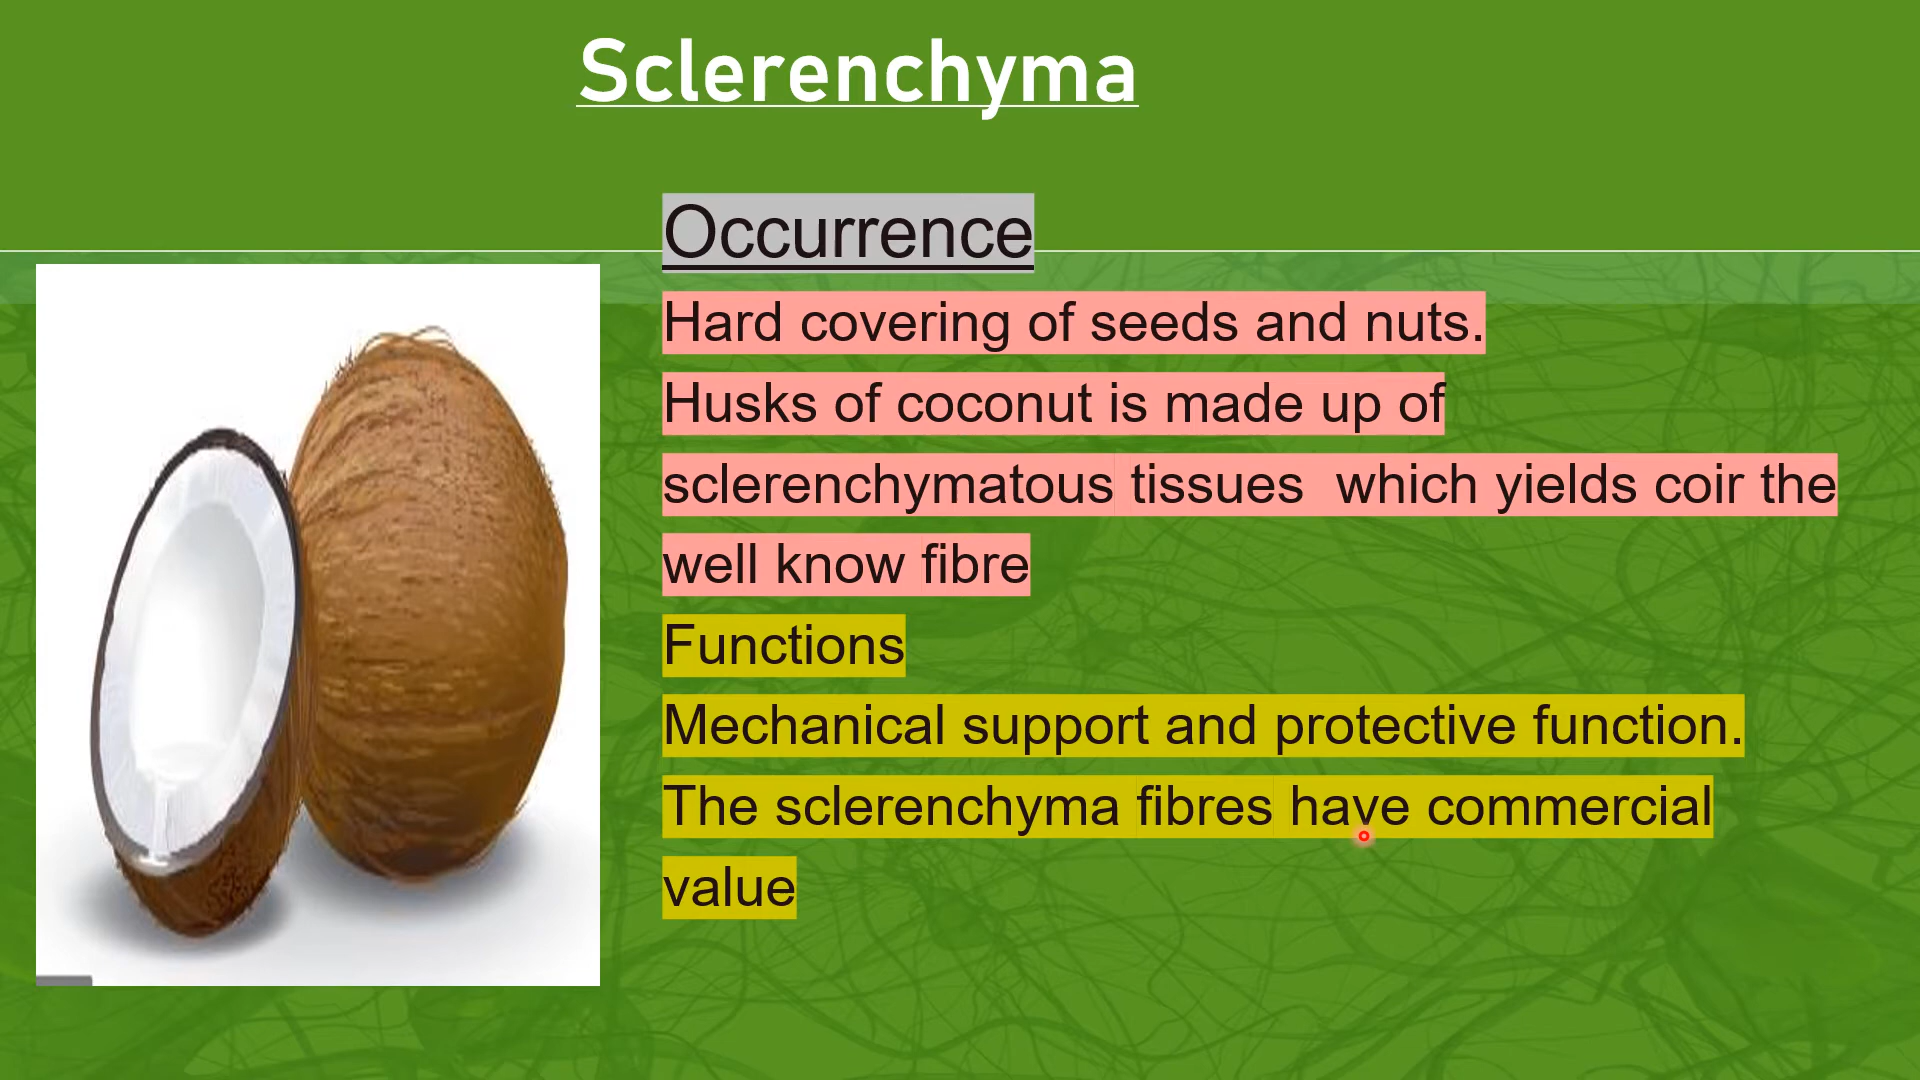 Sclerenchyma
Occurrence
Hard covering of seeds and nuts.
Husks of coconut is made up of
sclerenchymatous tissues  which yields coir the
well know fibre
Functions
Mechanical support and protective function.
The sclerenchyma fibres have commercial
value